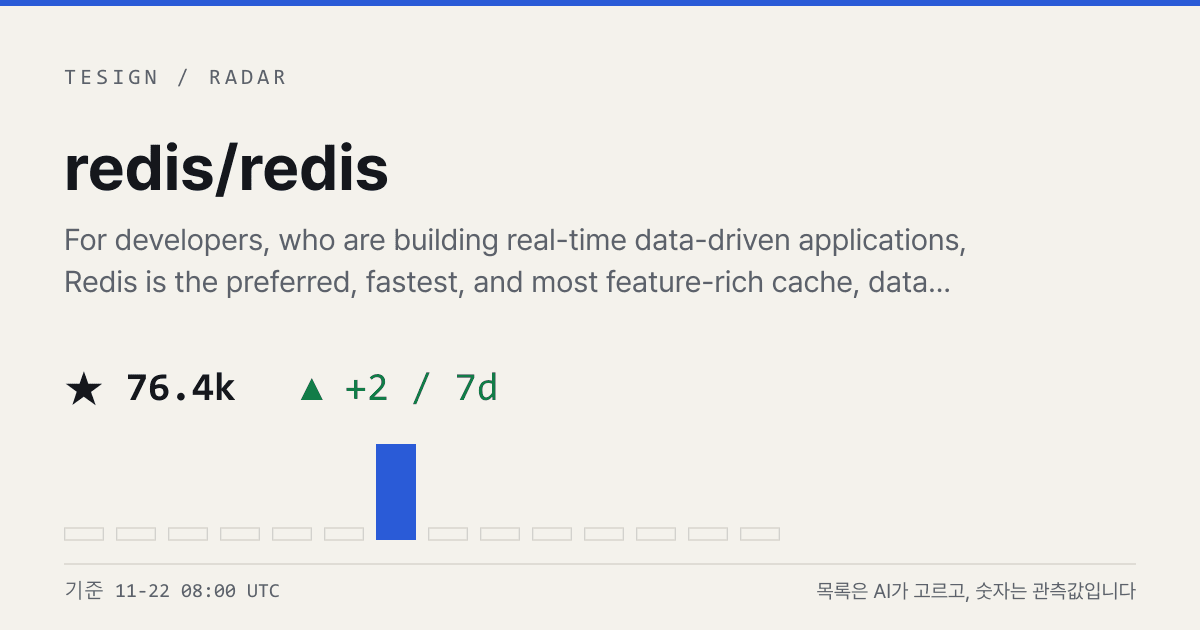 TESIGN / RADAR
redis/redis
For developers, who are building real-time data-driven applications,
Redis is the preferred, fastest, and most feature-rich cache, data…
★ 76.4k ▲ +2 / 7d
기준 11-22 08:00 UTC
목록은 AI가 고르고, 숫자는 관측값입니다